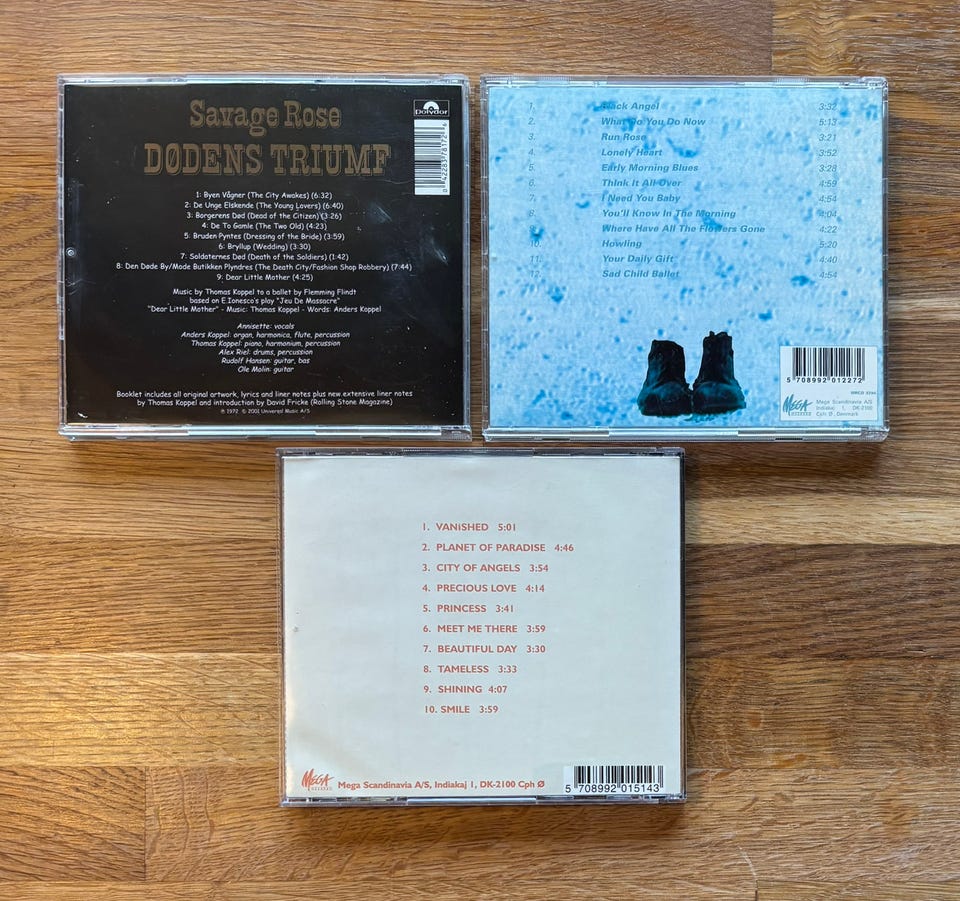 Savage Rose
DØDENS TRIUMF
polydor
0 42283 78172 6
1: Byen Vågner (The City Awakes) (6:32)
2: De Unge Elskende (The Young Lovers) (6:40)
3: Borgerens Død (Dead of the Citizen) (3:26)
4: De To Gamle (The Two Old) (4:23)
5: Bruden Pyntes (Dressing of the Bride) (3:59)
6: Bryllup (Wedding) (3:30)
7: Soldaternes Død (Death of the Soldiers) (1:42)
8: Den Døde By/Mode Butikken Plyndres (The Death City/Fashion Shop Robbery) (7:44)
9: Dear Little Mother (4:25)
Music by Thomas Koppel to a ballet by Flemming Flindt
based on E.Ionesco's play "Jeu De Massacre"
"Dear Little Mother" - Music: Thomas Koppel - Words: Anders Koppel
Annisette: vocals
Anders Koppel: organ, harmonica, flute, percussion
Thomas Koppel: piano, harmonium, percussion
Alex Riel: drums, percussion
Rudolf Hansen: guitar, bas
Ole Molin: guitar
Booklet includes all original artwork, lyrics and liner notes plus new extensive liner notes
by Thomas Koppel and introduction by David Fricke (Rolling Stone Magazine)
℗ 1972 © 2001 Universal Music A/S
1. Black Angel 3:32
2. What Do You Do Now 5:13
3. Run Rose 3:21
4. Lonely Heart 3:52
5. Early Morning Blues 3:28
6. Think It All Over 4:59
7. I Need You Baby 4:54
8. You'll Know In The Morning 4:04
9. Where Have All The Flowers Gone 4:22
10. Howling 5:20
11. Your Daily Gift 4:40
12. Sad Child Ballet 4:54
5 708992 012272
MEGA
Mega Scandinavia A/S
Indiakaj 1, DK-2100
Cph Ø, Denmark
1. VANISHED 5:01
2. PLANET OF PARADISE 4:46
3. CITY OF ANGELS 3:54
4. PRECIOUS LOVE 4:14
5. PRINCESS 3:41
6. MEET ME THERE 3:59
7. BEAUTIFUL DAY 3:30
8. TAMELESS 3:33
9. SHINING 4:07
10. SMILE 3:59
MEGA
RECORDS
Mega Scandinavia A/S, Indiakaj 1, DK-2100 Cph Ø
5 708992 015143